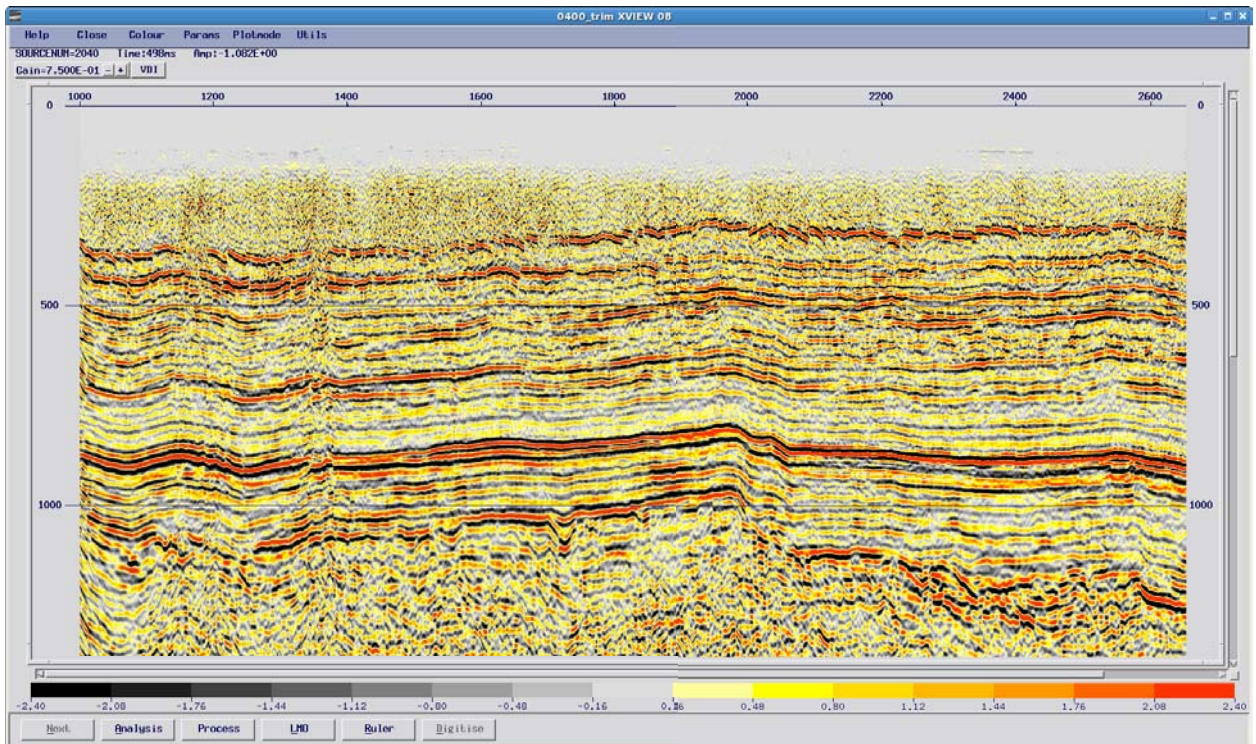 0400_trim XVIEW 08
Help Close Colour Params Plotmode Utils
SOURCENUM=2040 Time:498ms Amp:-1.082E+00
Gain=7.500E-01 - + VDI
1000 1200 1400 1600 1800 2000 2200 2400 2600
0 0
500 500
1000 1000
-2.40 -2.08 -1.76 -1.44 -1.12 -0.80 -0.48 -0.16 0.16 0.48 0.80 1.12 1.44 1.76 2.08 2.40
Next Analysis Process LMO Ruler Digitise